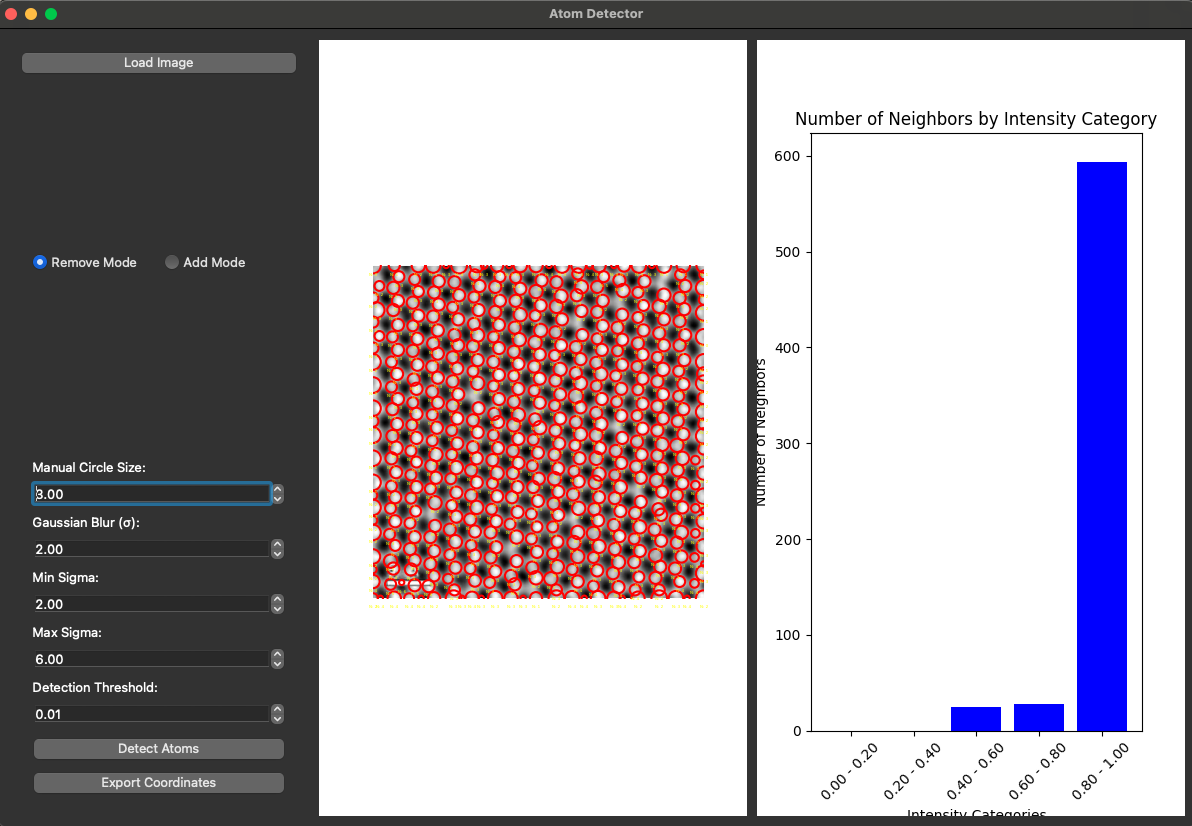 Atom Detector
Load Image
Remove Mode
Add Mode
Manual Circle Size:
3.00
Gaussian Blur (σ):
2.00
Min Sigma:
2.00
Max Sigma:
6.00
Detection Threshold:
0.01
Detect Atoms
Export Coordinates
Number of Neighbors by Intensity Category
Number of Neighbors
600
500
400
300
200
100
0
0.00 - 0.20
0.20 - 0.40
0.40 - 0.60
0.60 - 0.80
0.80 - 1.00
Intensity Categories